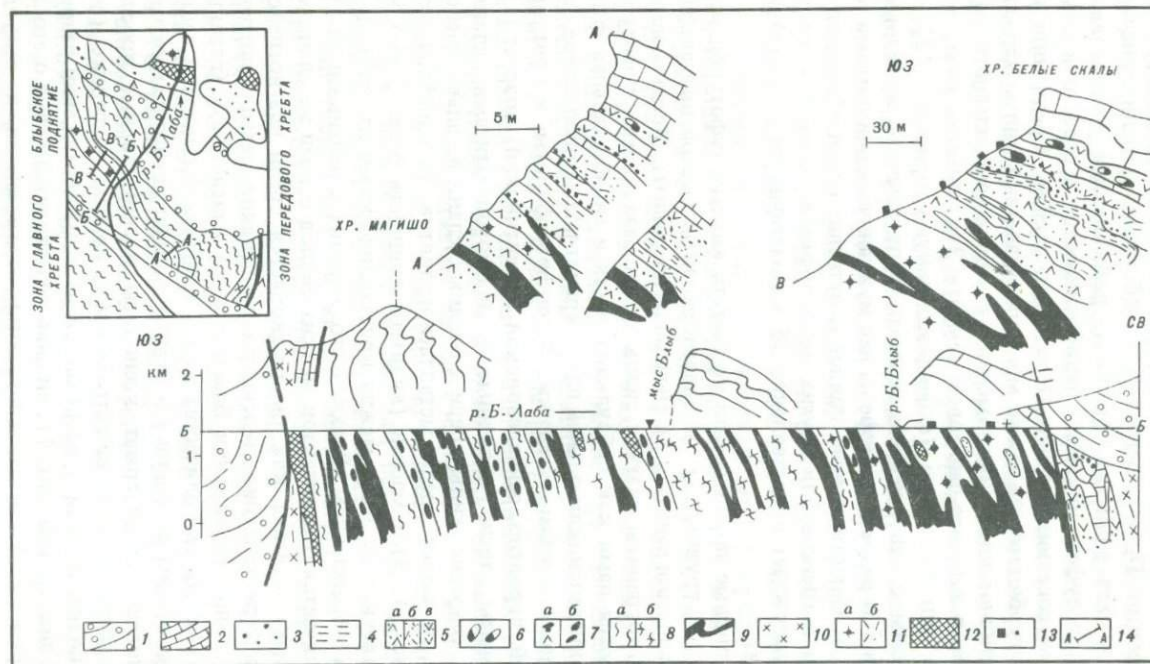 БЛЫБСКОЕ ПОДНЯТИЕ
ЗОНА ГЛАВНОГО ХРЕБТА
ЗОНА ПЕРЕДОВОГО ХРЕБТА
р. Б. Лаба
В Б
В
Б
А
А
А
5 м
А
ЮЗ
ХР. БЕЛЫЕ СКАЛЫ
30 м
В
СВ
ХР. МАГИШО
ЮЗ
км
2
р. Б. Лаба
мыс Блыб
р. Б. Блыб
Б
Б
1
0
а б в
а б
а б
а б
1 2 3 4 5 6 7 8 9 10 11 12 13 А А 14